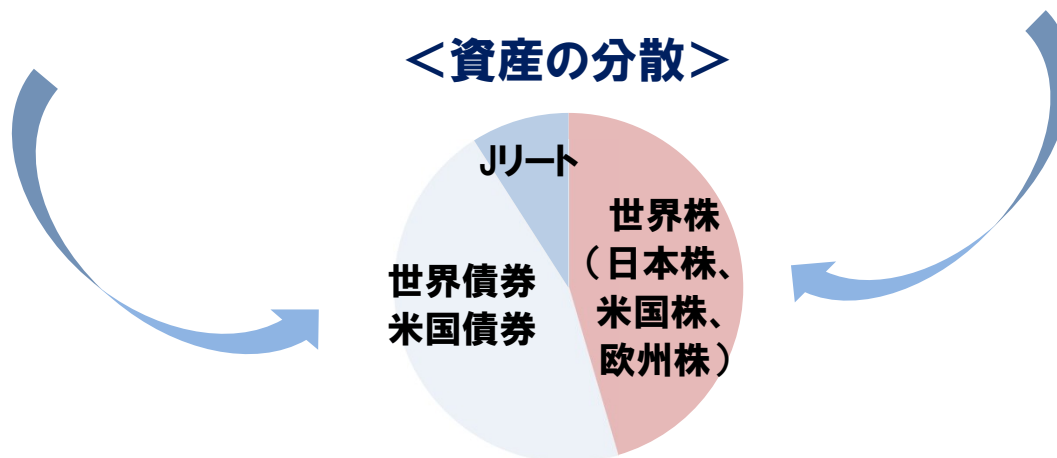 ＜資産の分散＞
Jリート
世界株
（日本株、
米国株、
欧州株）
世界債券
米国債券